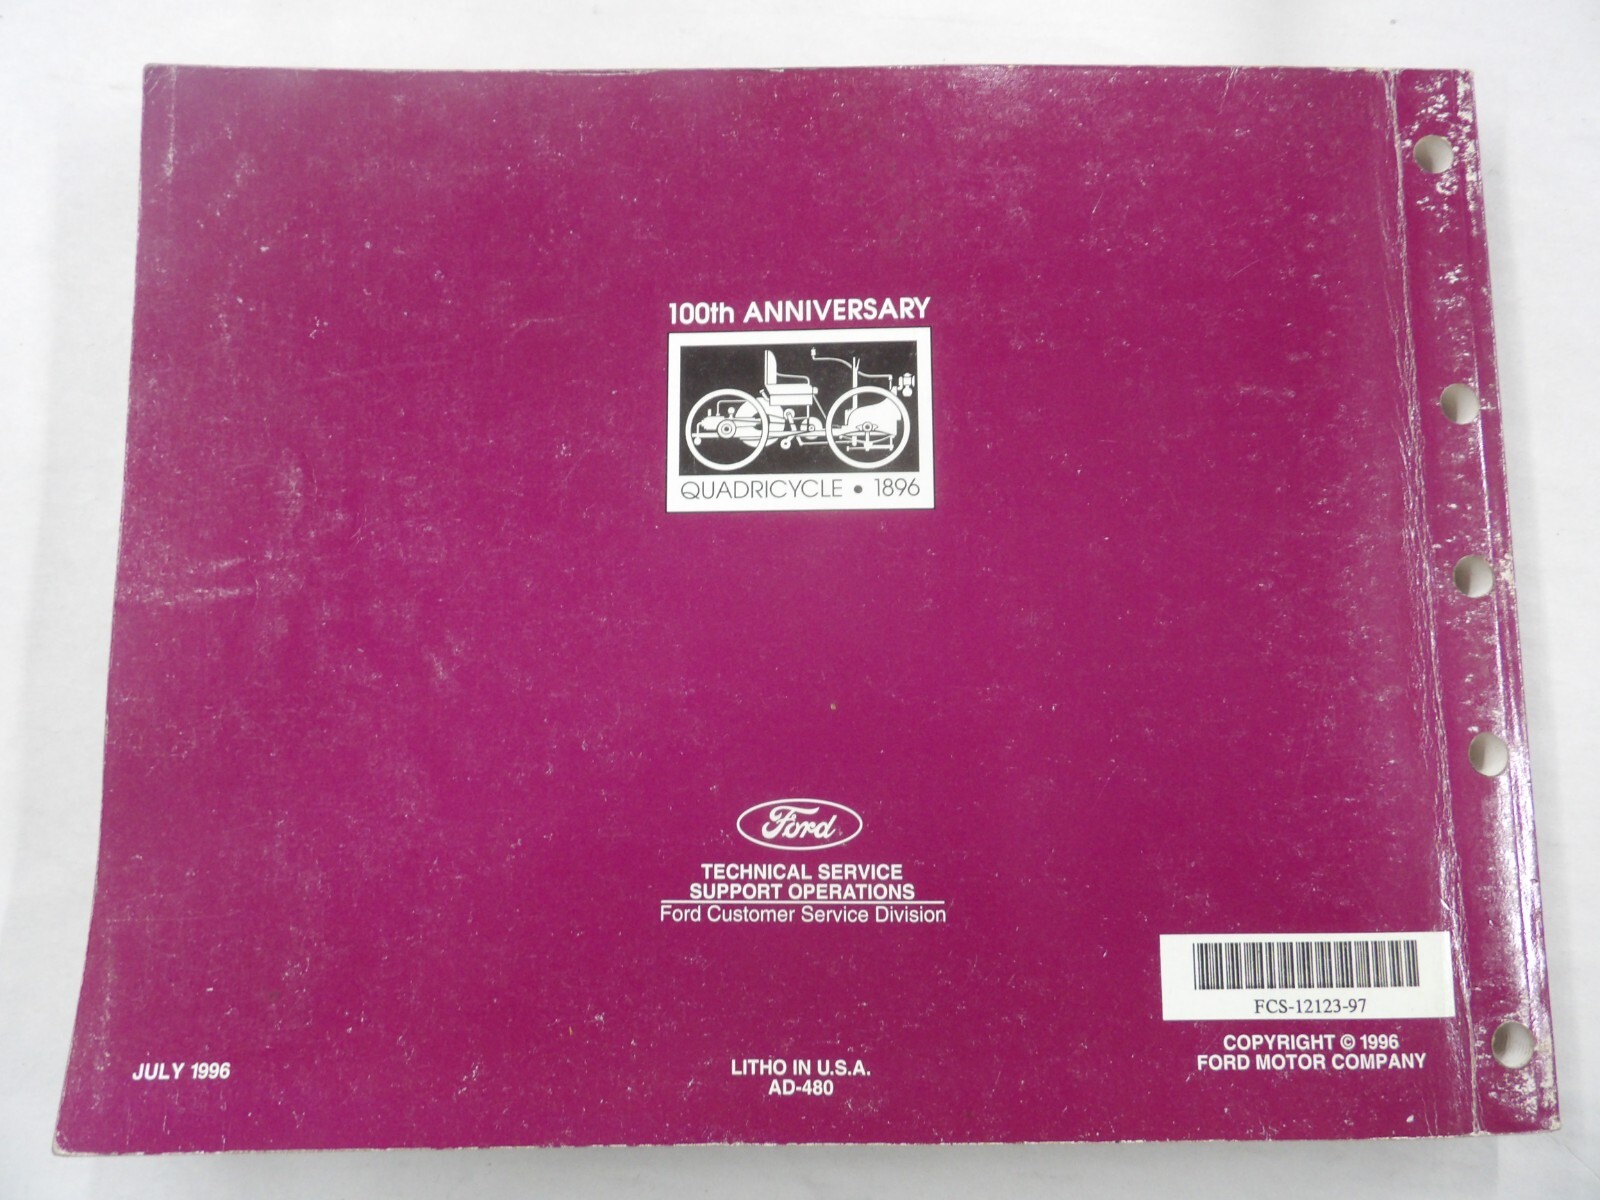 100th ANNIVERSARY
QUADRICYCLE • 1896
Ford
TECHNICAL SERVICE
SUPPORT OPERATIONS
Ford Customer Service Division
FCS-12123-97
COPYRIGHT © 1996
FORD MOTOR COMPANY
JULY 1996
LITHO IN U.S.A.
AD-480